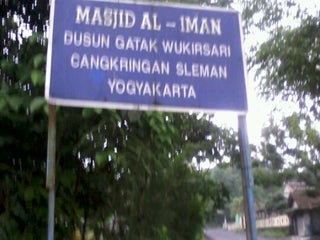 MASJID AL - IMAN
DUSUN GATAK WUKIRSARI
CANGKRINGAN SLEMAN
YOGYAKARTA